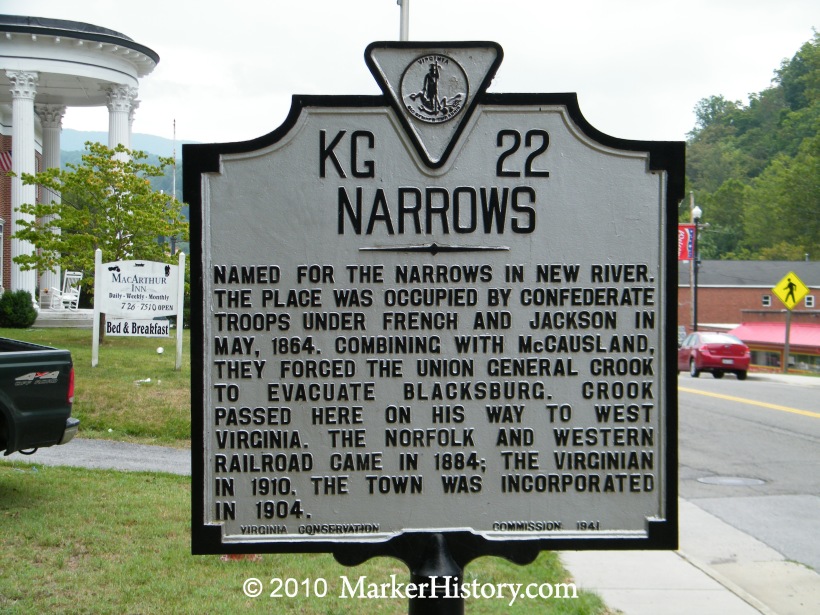 VIRGINIA
KG 22
NARROWS
NAMED FOR THE NARROWS IN NEW RIVER.
THE PLACE WAS OCCUPIED BY CONFEDERATE
TROOPS UNDER FRENCH AND JACKSON IN
MAY, 1864. COMBINING WITH McCAUSLAND,
THEY FORCED THE UNION GENERAL CROOK
TO EVACUATE BLACKSBURG. CROOK
PASSED HERE ON HIS WAY TO WEST
VIRGINIA. THE NORFOLK AND WESTERN
RAILROAD CAME IN 1884; THE VIRGINIAN
IN 1910. THE TOWN WAS INCORPORATED
IN 1904.
VIRGINIA CONSERVATION COMMISSION 1941
MACARTHUR
INN
Daily - Weekly - Monthly
726 7510 OPEN
Bed & Breakfast
4X4
© 2010 MarkerHistory.com